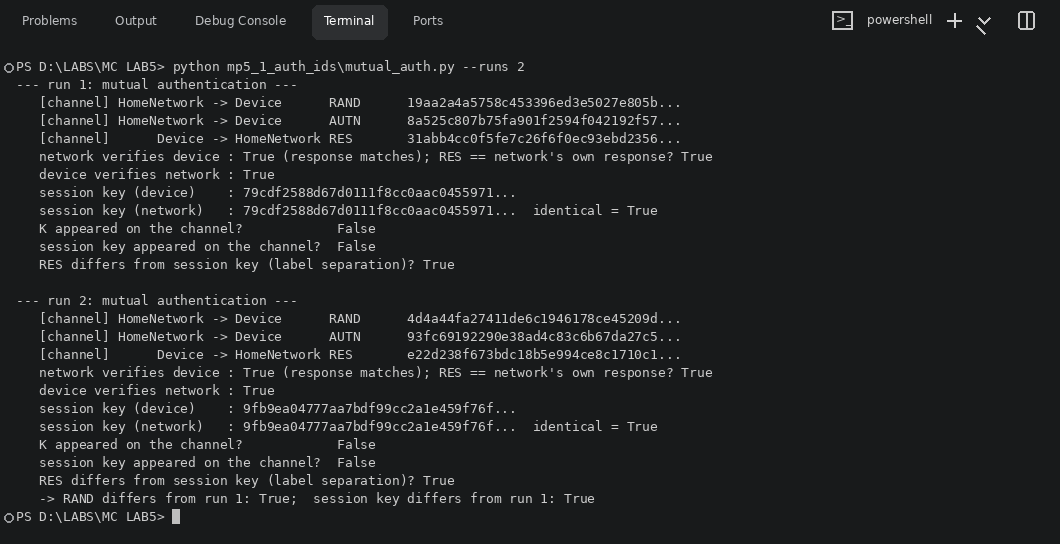 Problems Output Debug Console Terminal Ports powershell
PS D:\LABS\MC LAB5> python mp5_1_auth_ids\mutual_auth.py --runs 2
--- run 1: mutual authentication ---
[channel] HomeNetwork -> Device RAND 19aa2a4a5758c453396ed3e5027e805b...
[channel] HomeNetwork -> Device AUTN 8a525c807b75fa901f2594f042192f57...
[channel] Device -> HomeNetwork RES 31abb4cc0f5fe7c26f6f0ec93ebd2356...
network verifies device : True (response matches); RES == network's own response? True
device verifies network : True
session key (device) : 79cdf2588d67d0111f8cc0aac0455971...
session key (network) : 79cdf2588d67d0111f8cc0aac0455971... identical = True
K appeared on the channel? False
session key appeared on the channel? False
RES differs from session key (label separation)? True
--- run 2: mutual authentication ---
[channel] HomeNetwork -> Device RAND 4d4a44fa27411de6c1946178ce45209d...
[channel] HomeNetwork -> Device AUTN 93fc69192290e38ad4c83c6b67da27c5...
[channel] Device -> HomeNetwork RES e22d238f673bdc18b5e994ce8c1710c1...
network verifies device : True (response matches); RES == network's own response? True
device verifies network : True
session key (device) : 9fb9ea04777aa7bdf99cc2a1e459f76f...
session key (network) : 9fb9ea04777aa7bdf99cc2a1e459f76f... identical = True
K appeared on the channel? False
session key appeared on the channel? False
RES differs from session key (label separation)? True
-> RAND differs from run 1: True; session key differs from run 1: True
PS D:\LABS\MC LAB5>